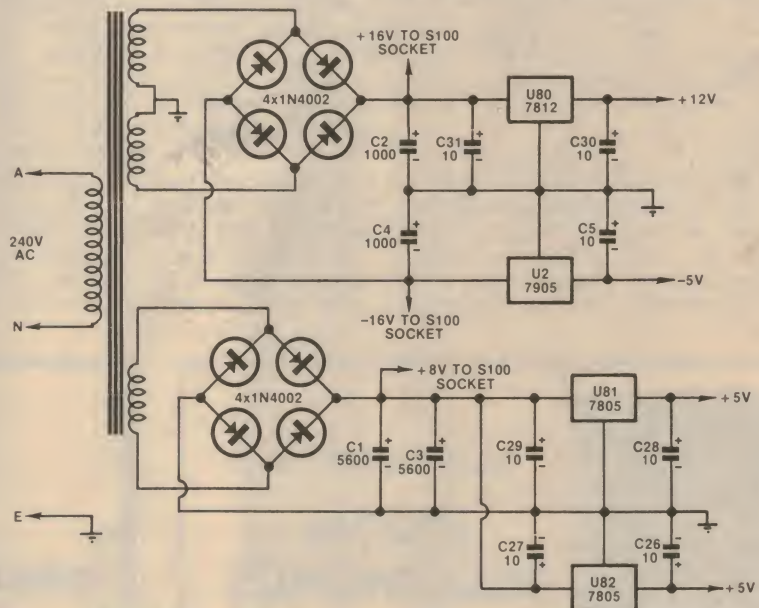 +16V TO S100
SOCKET
4x1N4002
U80
7812
+12V
C2
1000
C31
10
C30
10
A
240V
AC
N
C4
1000
C5
10
U2
7905
-5V
-16V TO S100
SOCKET
+8V TO S100
SOCKET
4x1N4002
U81
7805
+5V
C1
5600
C3
5600
C29
10
C28
10
E
C27
10
C26
10
U82
7805
+5V